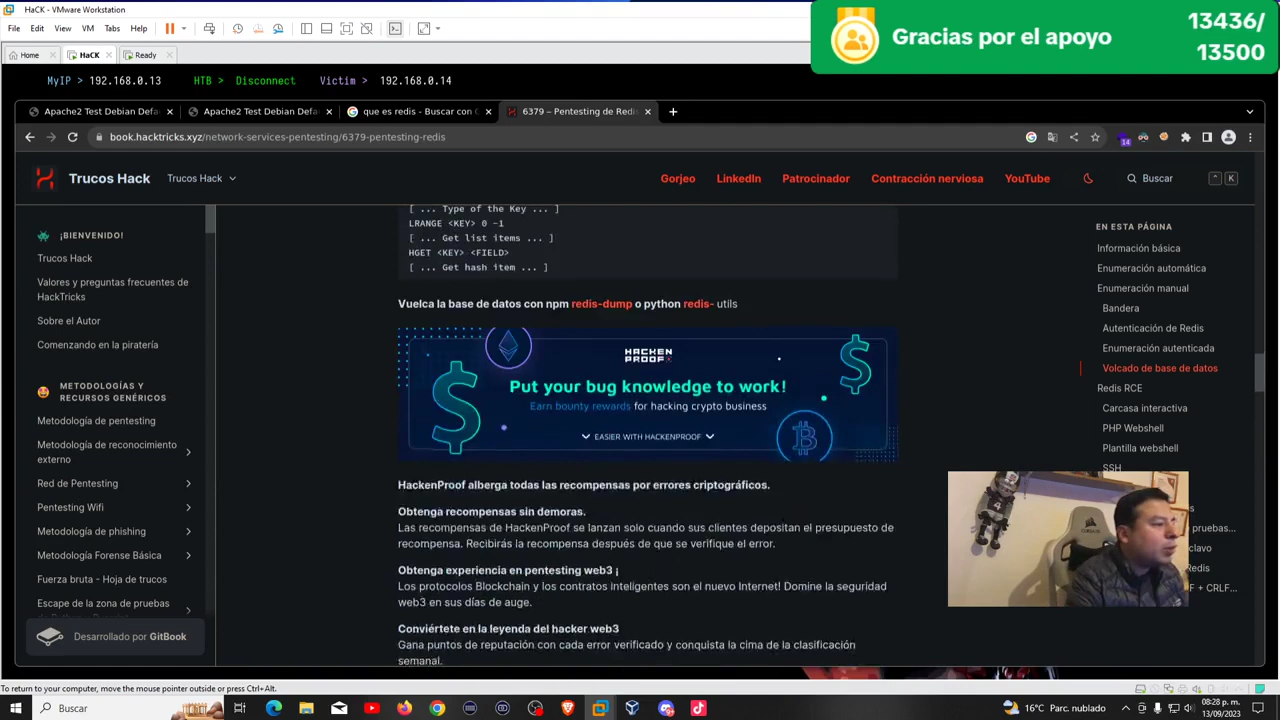 HaCK - VMware Workstation
File Edit View VM Tabs Help
Home HaCK Ready
Gracias por el apoyo
13436/
13500
MyIP > 192.168.0.13 HTB > Disconnect Victim > 192.168.0.14
Apache2 Test Debian Defa Apache2 Test Debian Defa que es redis - Buscar con G 6379 – Pentesting de Redis
book.hacktricks.xyz/network-services-pentesting/6379-pentesting-redis
14
Trucos Hack Trucos Hack Gorjeo LinkedIn Patrocinador Contracción nerviosa YouTube Buscar ^ K
¡BIENVENIDO!
Trucos Hack
Valores y preguntas frecuentes de
HackTricks
Sobre el Autor
Comenzando en la piratería
METODOLOGÍAS Y
RECURSOS GENÉRICOS
Metodología de pentesting
Metodología de reconocimiento
externo
Red de Pentesting
Pentesting Wifi
Metodología de phishing
Metodología Forense Básica
Fuerza bruta - Hoja de trucos
Escape de la zona de pruebas
Desarrollado por GitBook
[ ... Type of the Key ... ]
LRANGE <KEY> 0 -1
[ ... Get list items ... ]
HGET <KEY> <FIELD>
[ ... Get hash item ... ]
Vuelca la base de datos con npm redis-dump o python redis- utils
HACKEN
PROOF
Put your bug knowledge to work!
Earn bounty rewards for hacking crypto business
EASIER WITH HACKENPROOF
HackenProof alberga todas las recompensas por errores criptográficos.
Obtenga recompensas sin demoras.
Las recompensas de HackenProof se lanzan solo cuando sus clientes depositan el presupuesto de
recompensa. Recibirás la recompensa después de que se verifique el error.
Obtenga experiencia en pentesting web3 ¡
Los protocolos Blockchain y los contratos inteligentes son el nuevo Internet! Domine la seguridad
web3 en sus días de auge.
Conviértete en la leyenda del hacker web3
Gana puntos de reputación con cada error verificado y conquista la cima de la clasificación
semanal.
EN ESTA PÁGINA
Información básica
Enumeración automática
Enumeración manual
Bandera
Autenticación de Redis
Enumeración autenticada
Volcado de base de datos
Redis RCE
Carcasa interactiva
PHP Webshell
Plantilla webshell
SSH
pruebas...
clavo
Redis
F + CRLF...
To return to your computer, move the mouse pointer outside or press Ctrl+Alt.
Buscar
16°C Parc. nublado
08:28 p. m.
13/09/2023